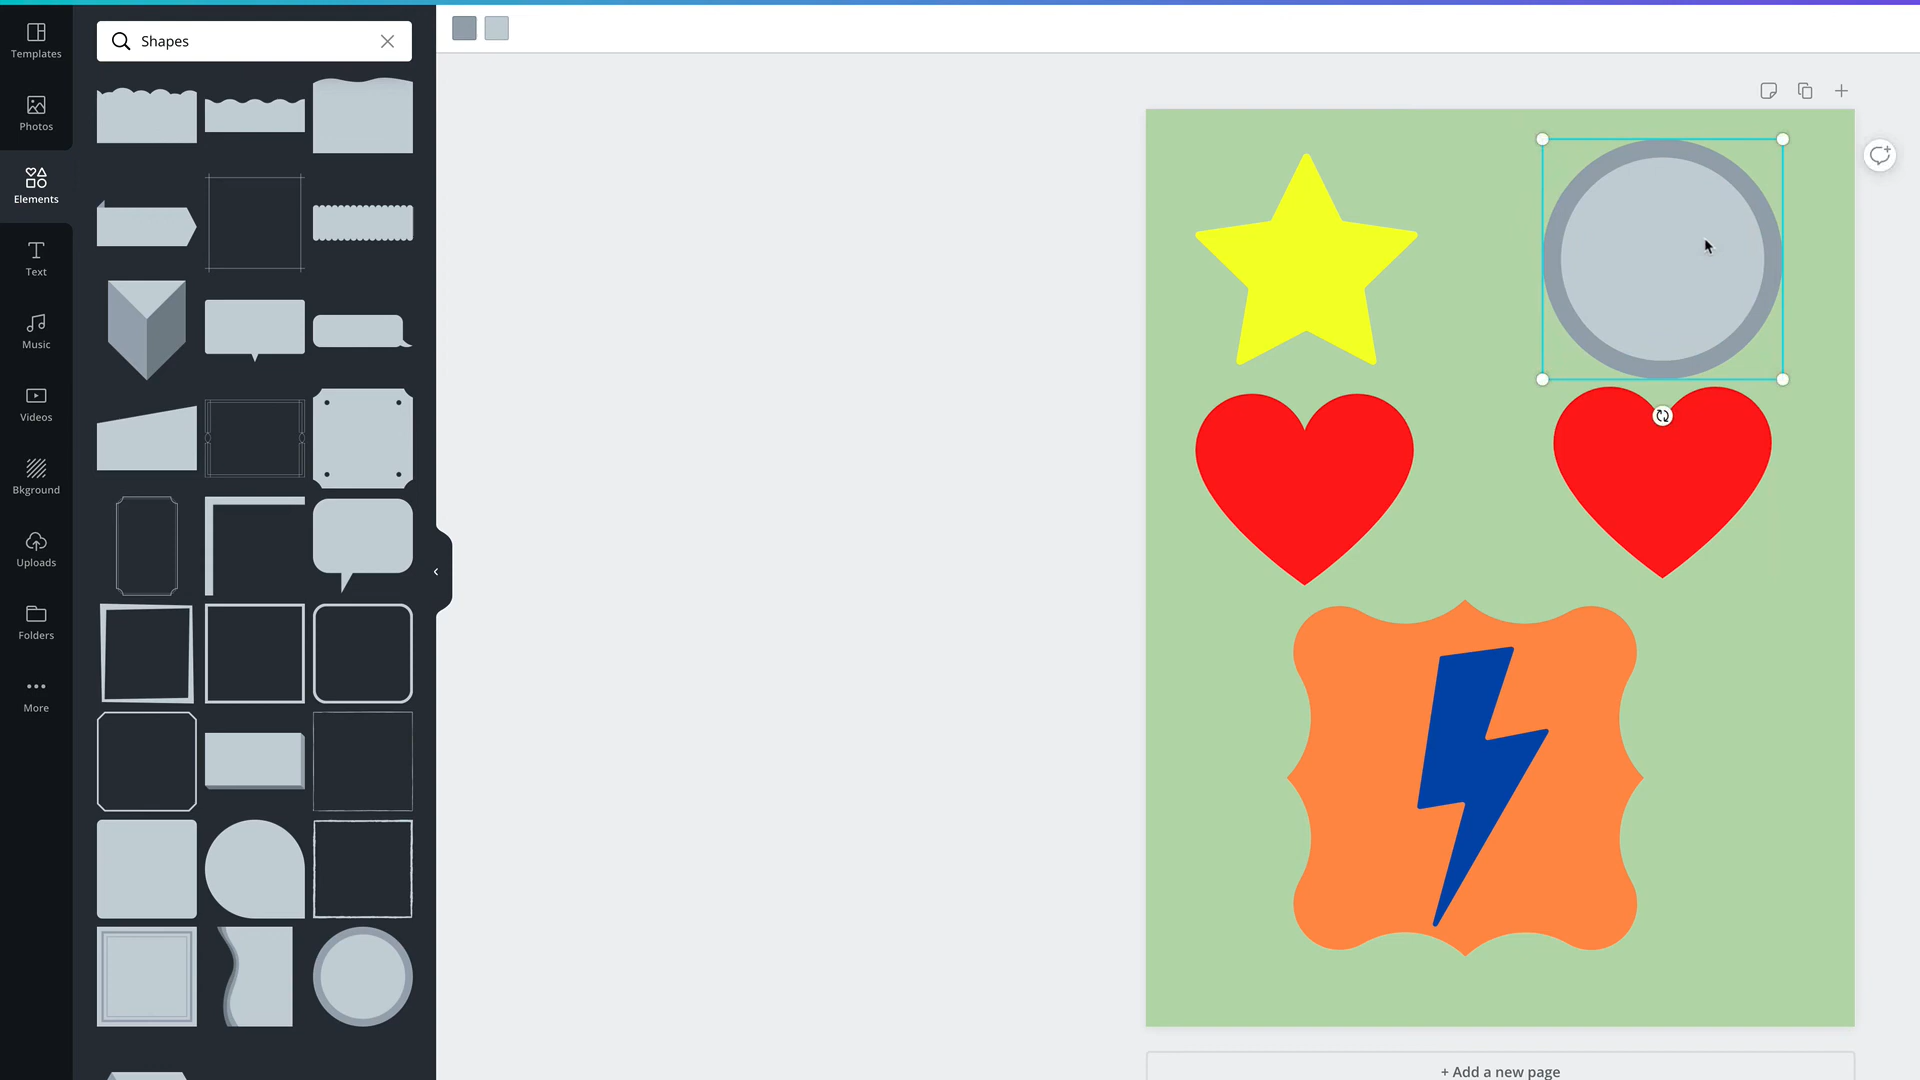 Templates
Photos
Elements
Text
Music
Videos
Bkground
Uploads
Folders
More
Shapes
+ Add a new page